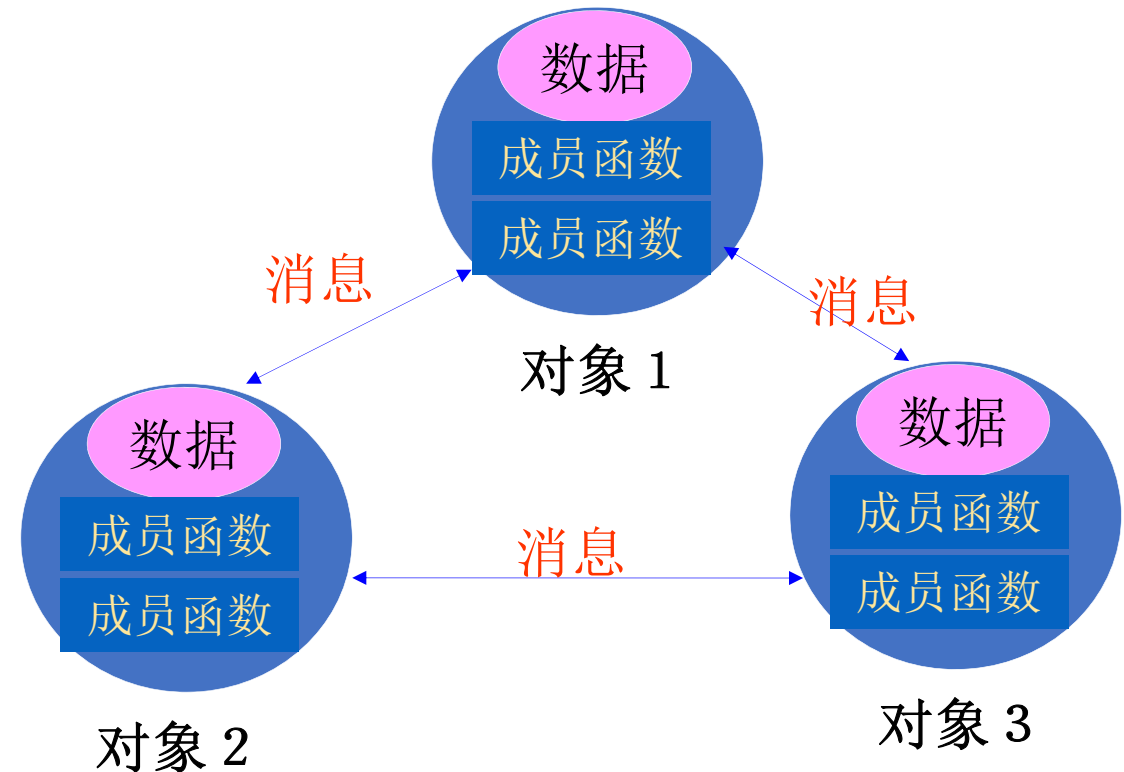 数据
成员函数
成员函数
消息
消息
对象 1
数据
成员函数
成员函数
对象 2
消息
数据
成员函数
成员函数
对象 3